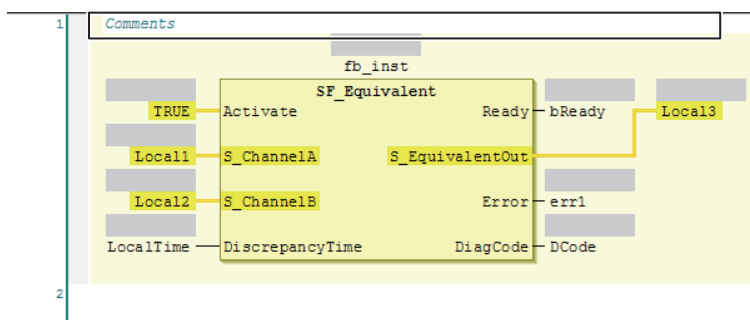 1 Comments
fb_inst
SF_Equivalent
TRUE Activate Ready bReady Local3
Local1 S_ChannelA S_EquivalentOut
Local2 S_ChannelB Error err1
LocalTime DiscrepancyTime DiagCode DCode
2